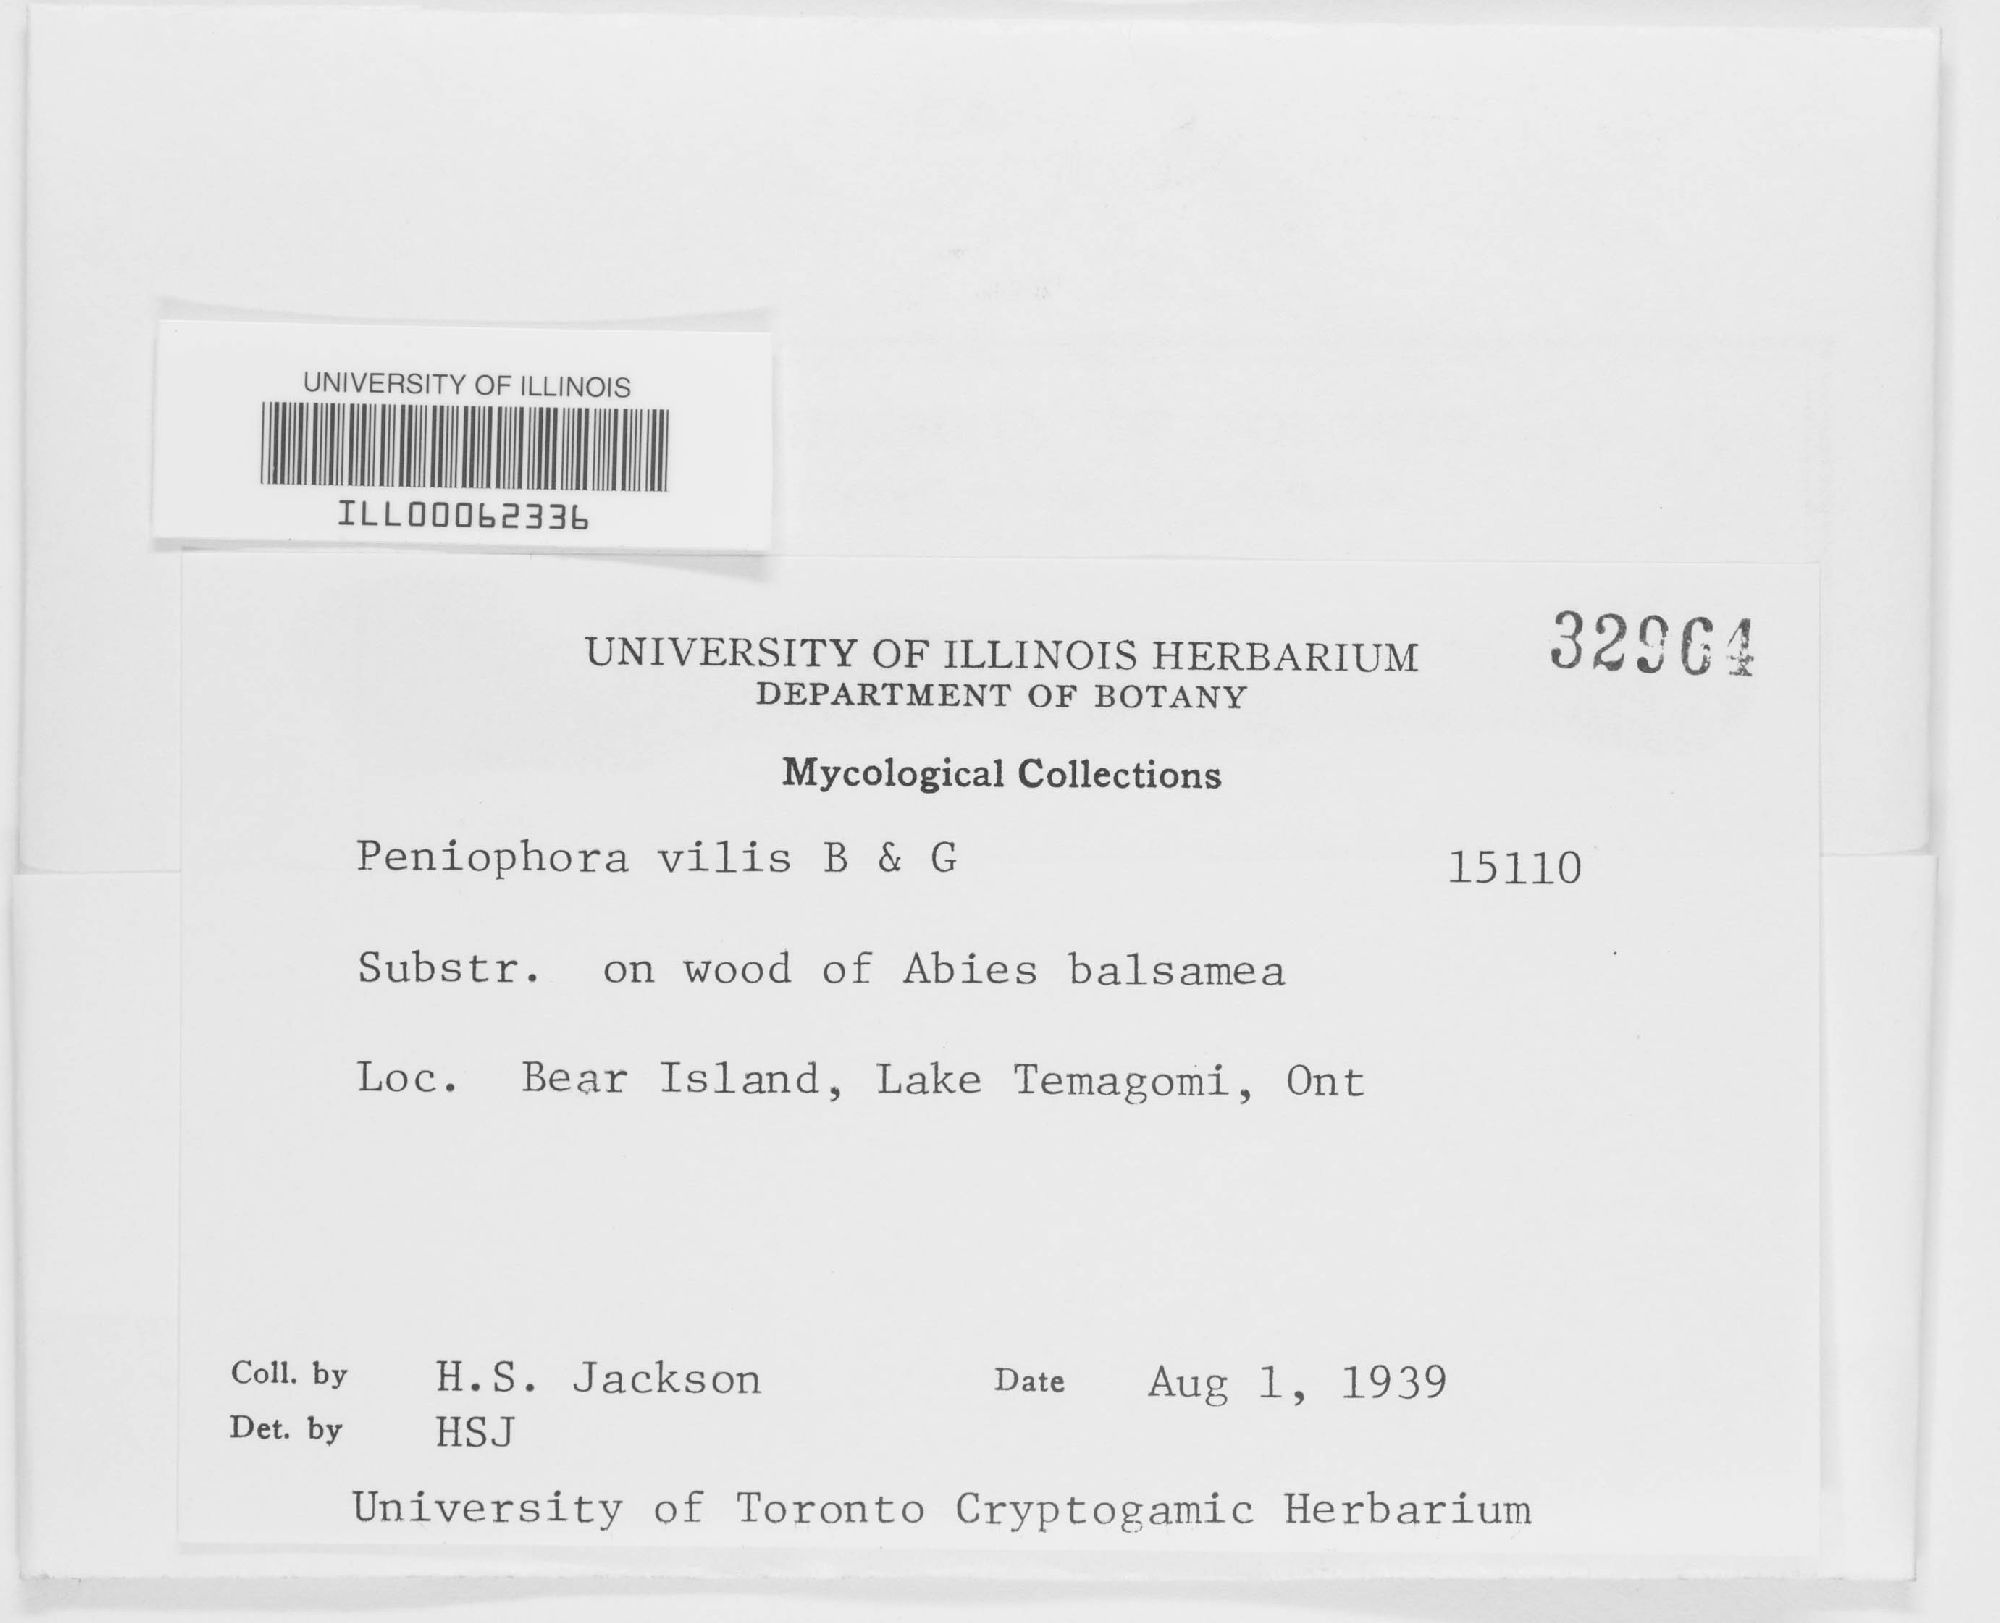 UNIVERSITY OF ILLINOIS
ILL00062336
UNIVERSITY OF ILLINOIS HERBARIUM
32964
DEPARTMENT OF BOTANY
Mycological Collections
Peniophora vilis B & G
15110
Substr. on wood of Abies balsamea
Loc. Bear Island, Lake Temagomi, Ont
Coll. by H.S. Jackson Date Aug 1, 1939
Det. by HSJ
University of Toronto Cryptogamic Herbarium